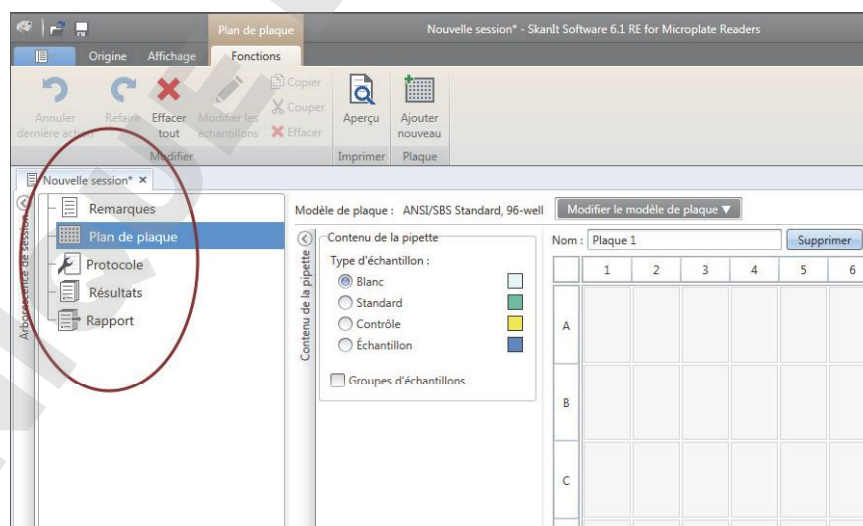 Plan de plaque
Nouvelle session* - SkanIt Software 6.1 RE for Microplate Readers
Origine Affichage Fonctions
Annuler dernière action
Refaire
Effacer tout
Modifier les échantillons
Copier
Couper
Effacer
Aperçu
Ajouter nouveau
Modifier Imprimer Plaque
Nouvelle session*
Arborescence de session
Remarques
Plan de plaque
Protocole
Résultats
Rapport
Modèle de plaque : ANSI/SBS Standard, 96-well
Modifier le modèle de plaque
Contenu de la pipette
Contenu de la pipette
Type d'échantillon :
Blanc
Standard
Contrôle
Échantillon
Groupes d'échantillons
Nom : Plaque 1 Supprimer
1 2 3 4 5 6
A
B
C